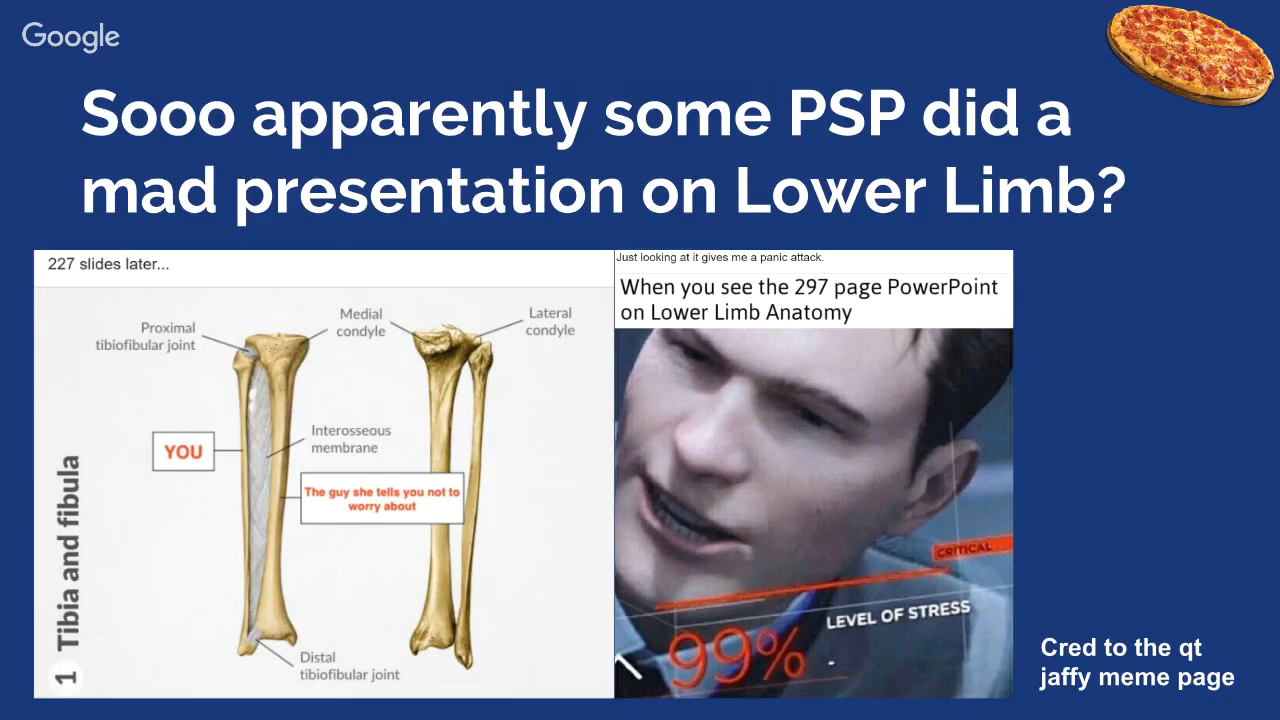 Google
Sooo apparently some PSP did a
mad presentation on Lower Limb?
227 slides later...
Proximal
tibiofibular joint
Medial
condyle
Lateral
condyle
YOU
Interosseous
membrane
The guy she tells you not to
worry about
Distal
tibiofibular joint
1 Tibia and fibula
Just looking at it gives me a panic attack.
When you see the 297 page PowerPoint
on Lower Limb Anatomy
CRITICAL
LEVEL OF STRESS
99%
Cred to the qt
jaffy meme page